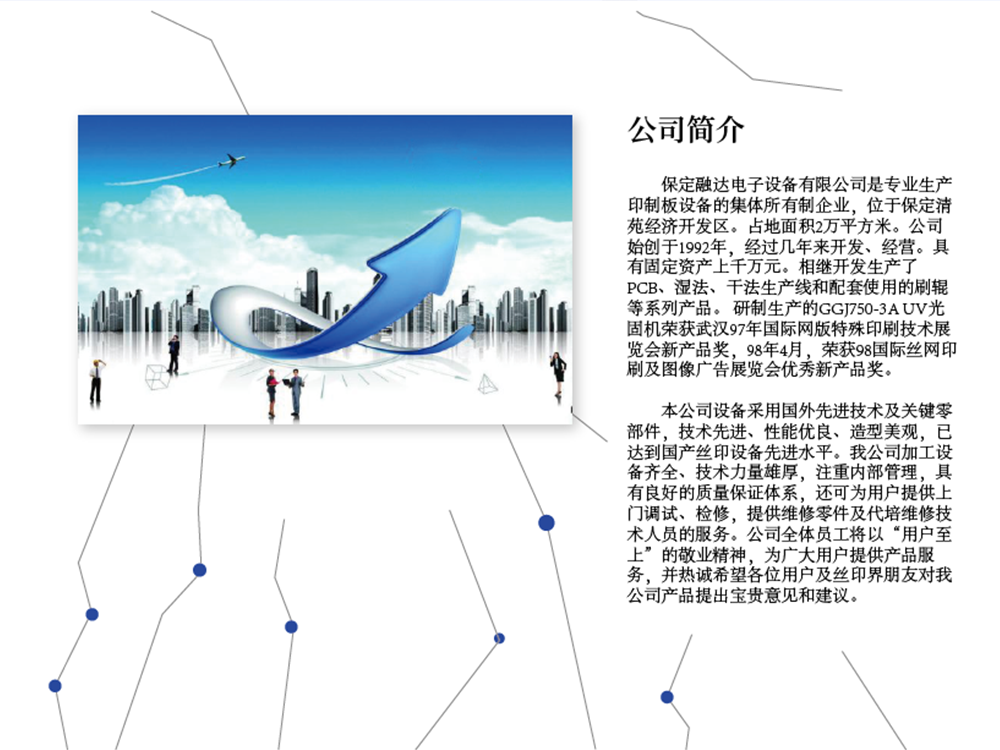 公司简介
保定融达电子设备有限公司是专业生产
印制板设备的集体所有制企业，位于保定清
苑经济开发区。占地面积2万平方米。公司
始创于1992年，经过几年来开发、经营。具
有固定资产上千万元。相继开发生产了
PCB、湿法、干法生产线和配套使用的刷辊
等系列产品。 研制生产的GGJ750-3A UV光
固机荣获武汉97年国际网版特殊印刷技术展
览会新产品奖，98年4月，荣获98国际丝网印
刷及图像广告展览会优秀新产品奖。
本公司设备采用国外先进技术及关键零
部件，技术先进、性能优良、造型美观，已
达到国产丝印设备先进水平。我公司加工设
备齐全、技术力量雄厚，注重内部管理，具
有良好的质量保证体系，还可为用户提供上
门调试、检修，提供维修零件及代培维修技
术人员的服务。公司全体员工将以“用户至
上”的敬业精神，为广大用户提供产品服
务，并热诚希望各位用户及丝印界朋友对我
公司产品提出宝贵意见和建议。